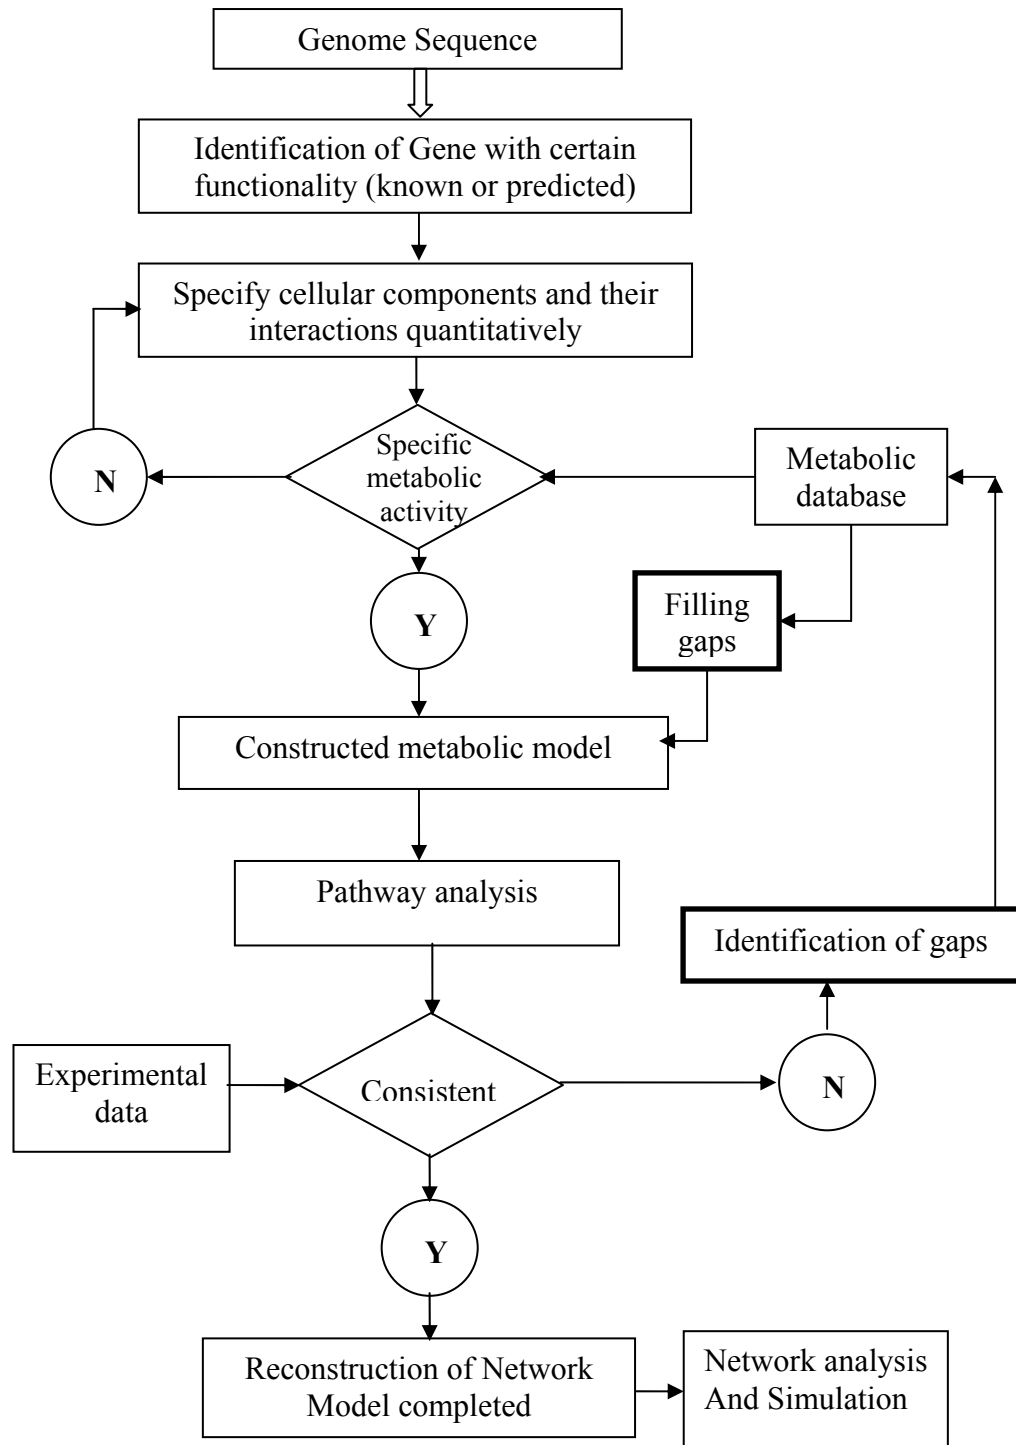 Genome Sequence
Identification of Gene with certain
functionality (known or predicted)
Specify cellular components and their
interactions quantitatively
Specific
metabolic
activity
N
Metabolic
database
Filling
gaps
Y
Constructed metabolic model
Pathway analysis
Identification of gaps
Experimental
data
Consistent
N
Y
Reconstruction of Network
Model completed
Network analysis
And Simulation